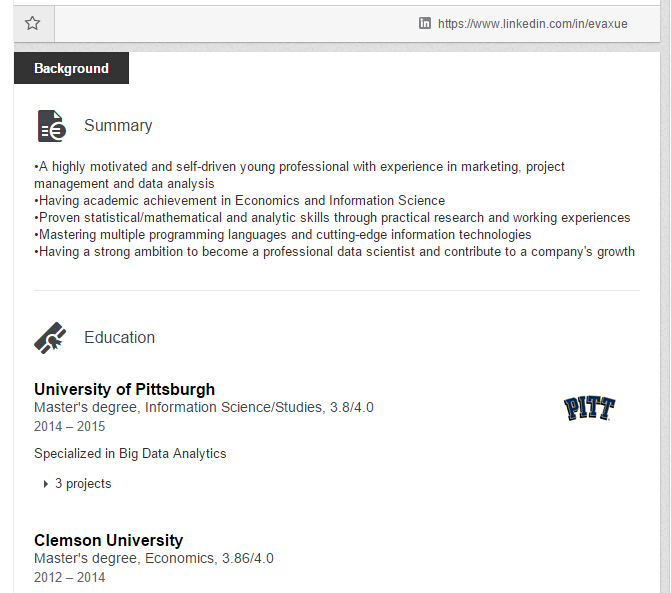 https://www.linkedin.com/in/evaxue
Background
Summary
•A highly motivated and self-driven young professional with experience in marketing, project
management and data analysis
•Having academic achievement in Economics and Information Science
•Proven statistical/mathematical and analytic skills through practical research and working experiences
•Mastering multiple programming languages and cutting-edge information technologies
•Having a strong ambition to become a professional data scientist and contribute to a company's growth
Education
University of Pittsburgh
PITT
Master's degree, Information Science/Studies, 3.8/4.0
2014 – 2015
Specialized in Big Data Analytics
3 projects
Clemson University
Master's degree, Economics, 3.86/4.0
2012 – 2014